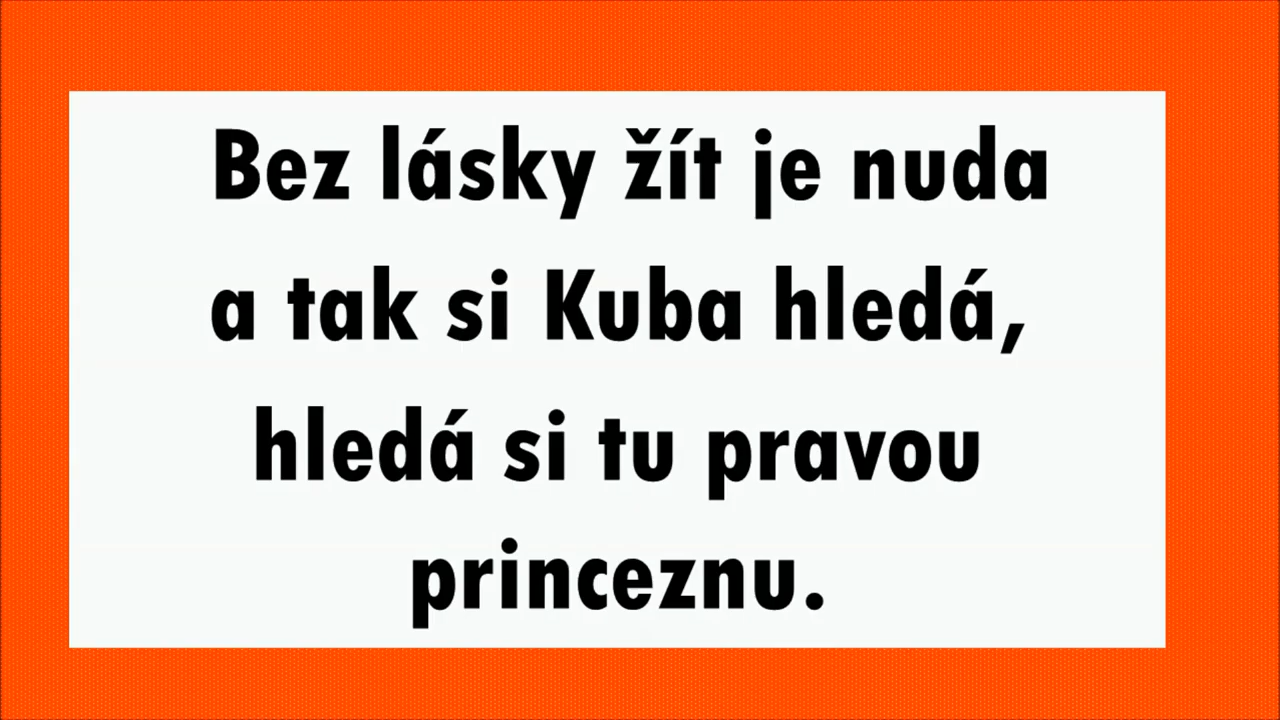 Bez lásky žít je nuda
a tak si Kuba hledá,
hledá si tu pravou
princeznu.